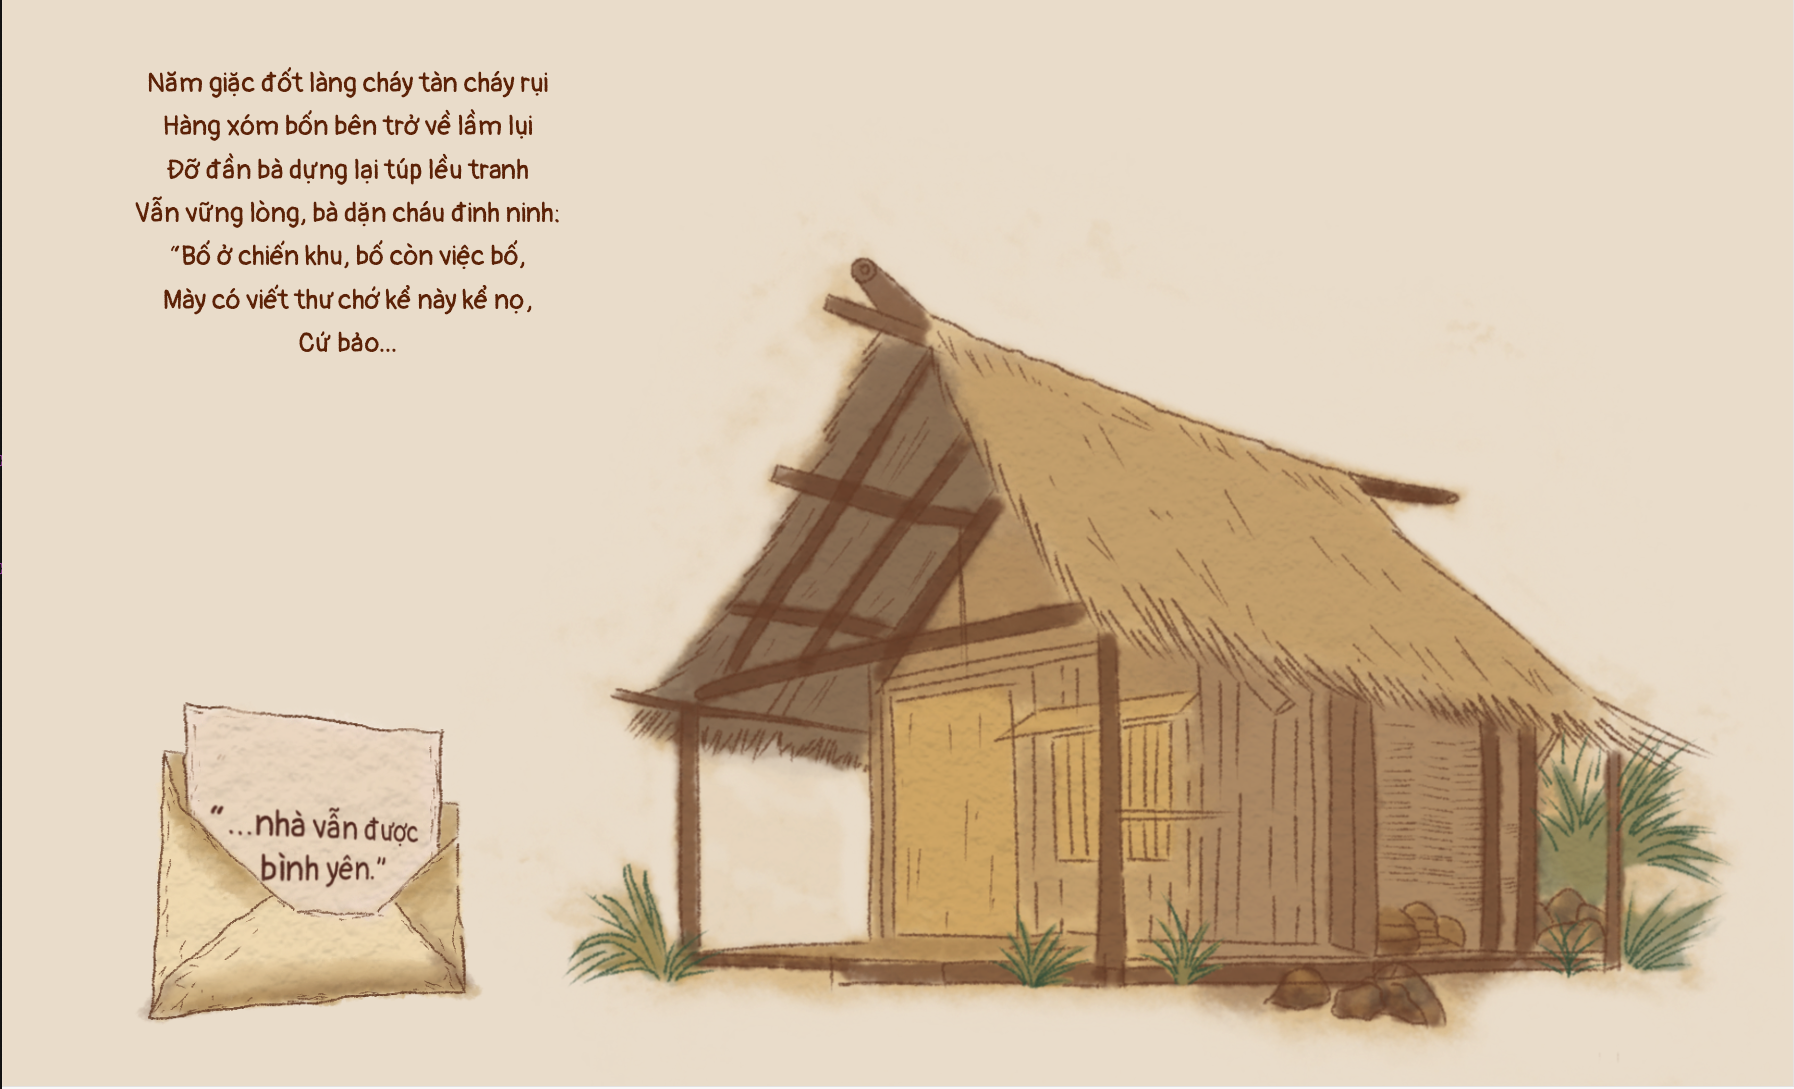 Năm giặc đốt làng cháy tàn cháy rụi
Hàng xóm bốn bên trở về lầm lụi
Đỡ đần bà dựng lại túp lều tranh
Vẫn vững lòng, bà dặn cháu đinh ninh:
“Bố ở chiến khu, bố còn việc bố,
Mày có viết thư chớ kể này kể nọ,
Cứ bảo...
“...nhà vẫn được
bình yên.”